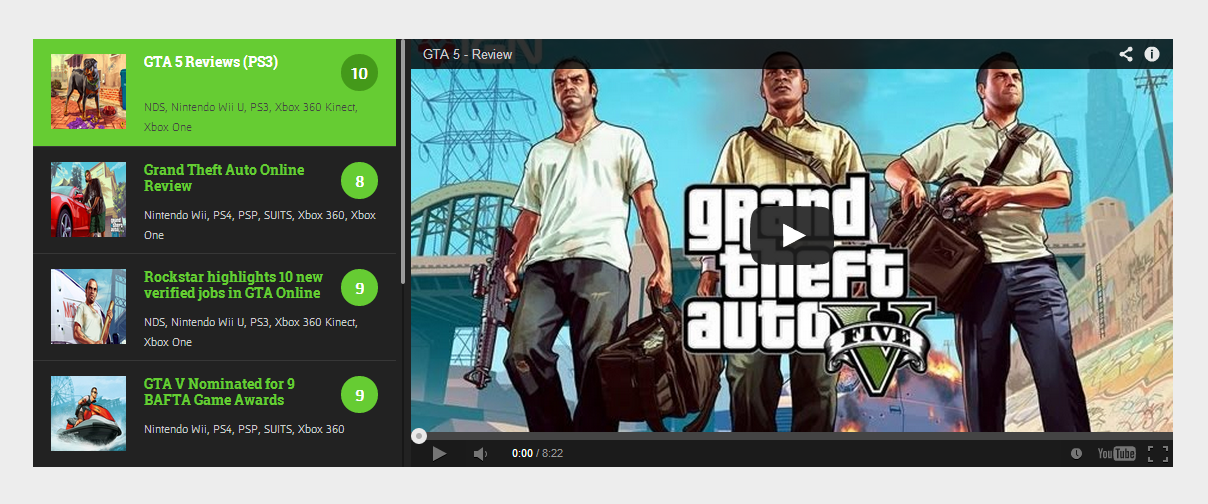 GTA 5 Reviews (PS3)
10
NDS, Nintendo Wii U, PS3, Xbox 360 Kinect,
Xbox One
Grand Theft Auto Online
Review
8
Nintendo Wii, PS4, PSP, SUITS, Xbox 360, Xbox
One
Rockstar highlights 10 new
verified jobs in GTA Online
9
NDS, Nintendo Wii U, PS3, Xbox 360 Kinect,
Xbox One
GTA V Nominated for 9
BAFTA Game Awards
9
Nintendo Wii, PS4, PSP, SUITS, Xbox 360
IGN
GTA 5 - Review
grand
theft
auto
V
FIVE
0:00 / 8:22
YouTube